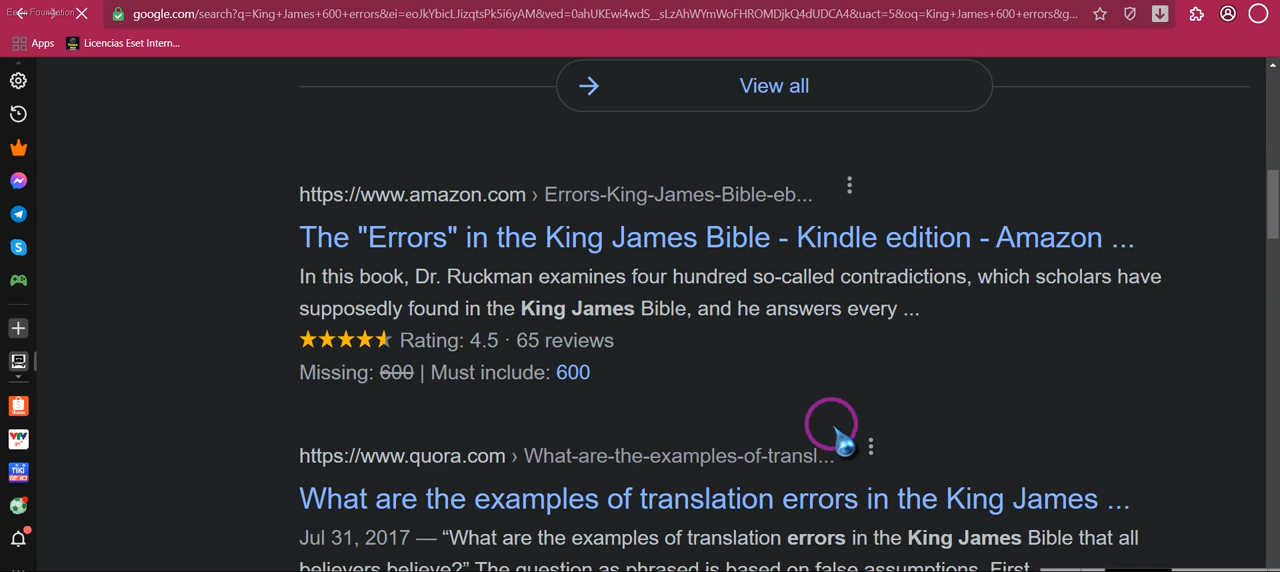 google.com/search?q=King+James+600+errors&ei=eoJkYbicLJizqtsPk5i6yAM&ved=0ahUKEwi4wdS__sLzAhWYmWoFHROMDjkQ4dUDCA4&uact=5&oq=King+James+600+errors&g...
Apps Licencias Eset Intern...
View all
https://www.amazon.com › Errors-King-James-Bible-eb...
The "Errors" in the King James Bible - Kindle edition - Amazon ...
In this book, Dr. Ruckman examines four hundred so-called contradictions, which scholars have
supposedly found in the King James Bible, and he answers every ...
Rating: 4.5 · 65 reviews
Missing: 600 | Must include: 600
https://www.quora.com › What-are-the-examples-of-transl...
What are the examples of translation errors in the King James ...
Jul 31, 2017 — “What are the examples of translation errors in the King James Bible that all
believers believe?” The question as phrased is based on false assumptions. First